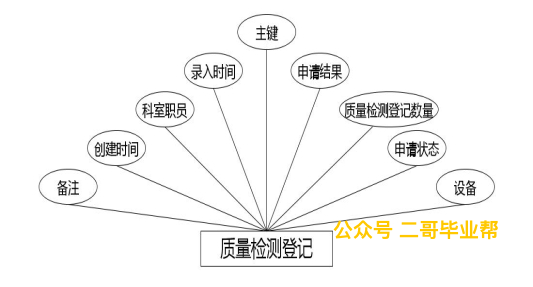 主键
录入时间
申请结果
科室职员
质量检测登记数量
创建时间
申请状态
备注
设备
质量检测登记
公众号 二哥毕业帮